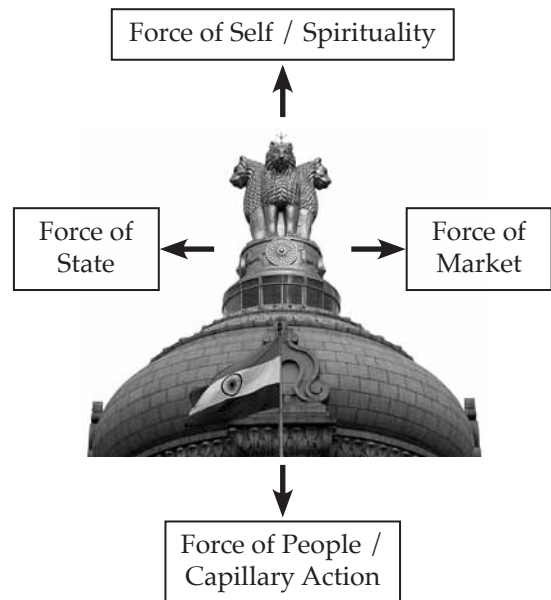 Force of Self / Spirituality
Force of
State
Force of
Market
Force of People /
Capillary Action